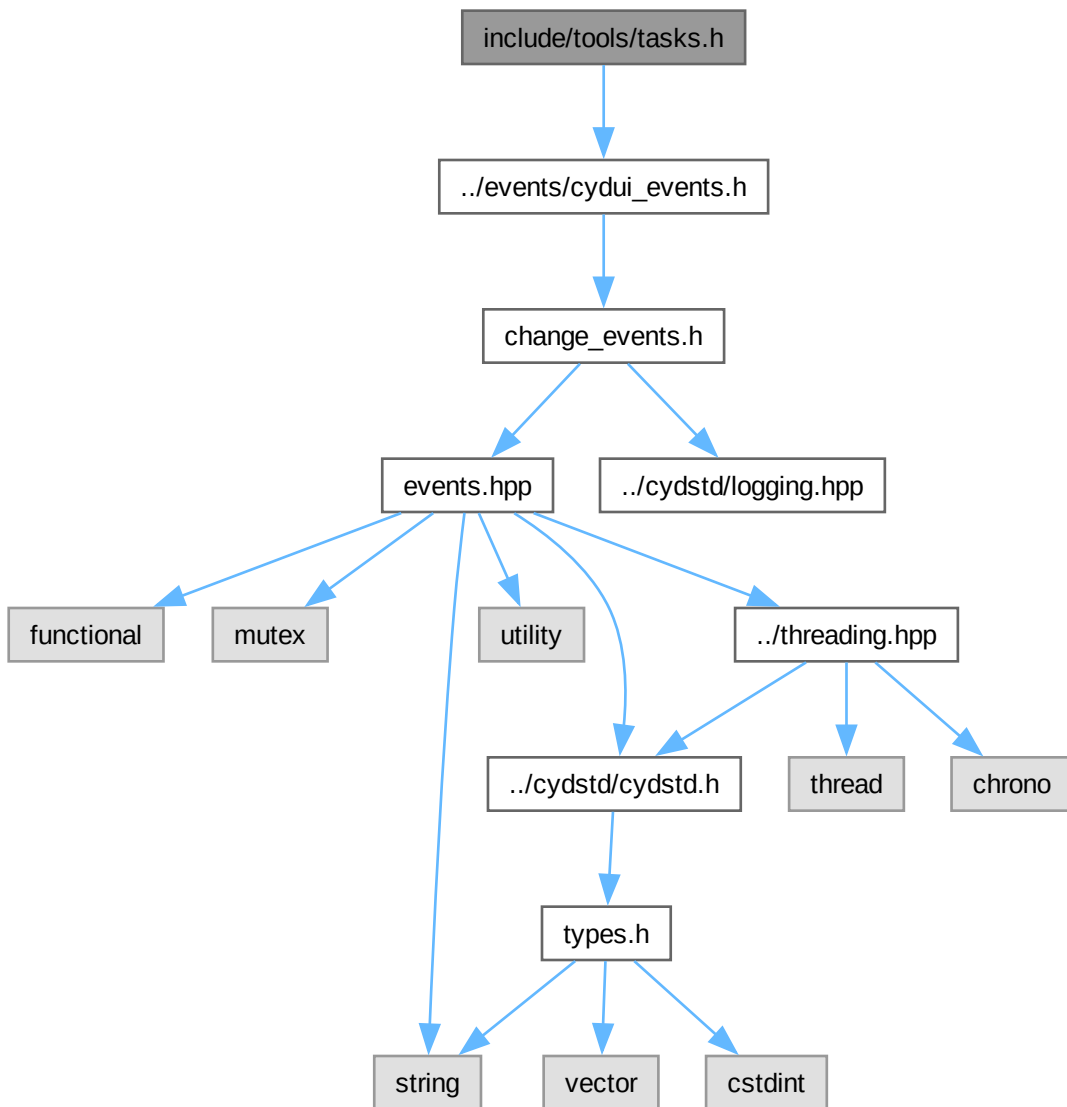 include/tools/tasks.h
../events/cydui_events.h
change_events.h
events.hpp
../cydstd/logging.hpp
functional
mutex
utility
../threading.hpp
../cydstd/cydstd.h
thread
chrono
types.h
string
vector
cstdint